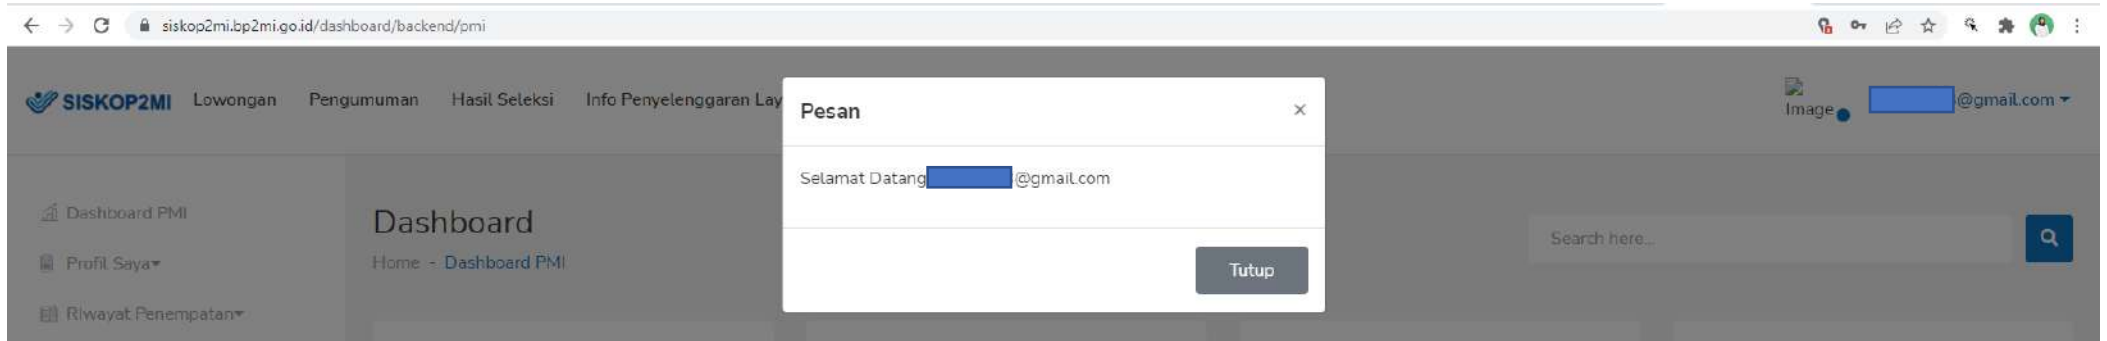 siskop2mi.bp2mi.go.id/dashboard/backend/pmi
SISKOP2MI Lowongan Pengumuman Hasil Seleksi Info Penyelenggaran Lay
Image @gmail.com
Pesan ×
Selamat Datang @gmail.com
Tutup
Dashboard PMI
Profil Saya
RIwayat Penempatan
Dashboard
Home - Dashboard PMI
Search here...